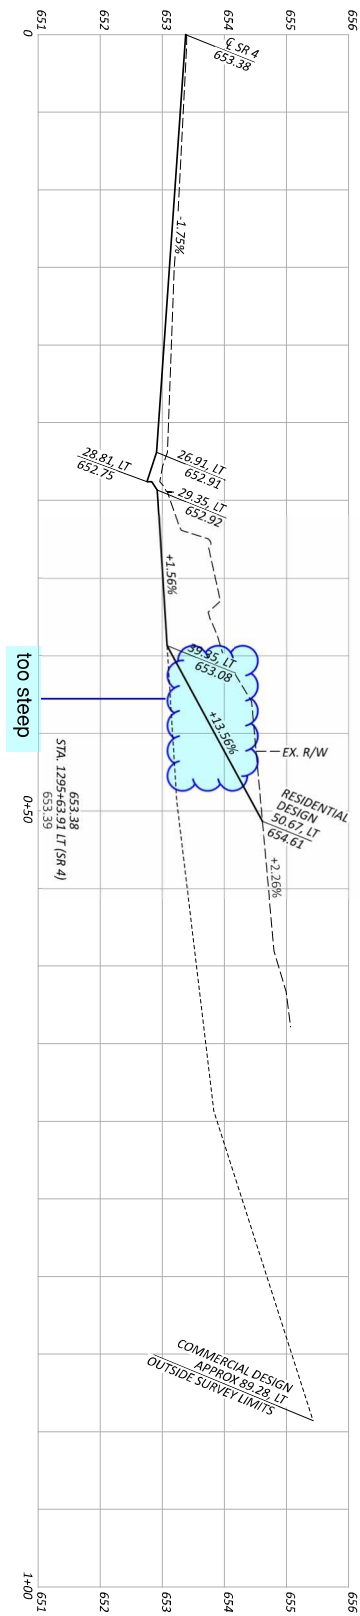 656
655
654
653
652
651
656
655
654
653
652
651
0
0+50
1+00
℄ SR 4
653.38
-1.75%
26.91, LT
652.91
28.81, LT
652.75
29.35, LT
652.92
+1.56%
39.35, LT
653.08
+13.56%
EX. R/W
RESIDENTIAL
DESIGN
50.67, LT
654.61
+2.26%
too steep
653.38
STA. 1295+63.91 LT (SR 4)
653.39
COMMERCIAL DESIGN
APPROX 89.28, LT
OUTSIDE SURVEY LIMITS